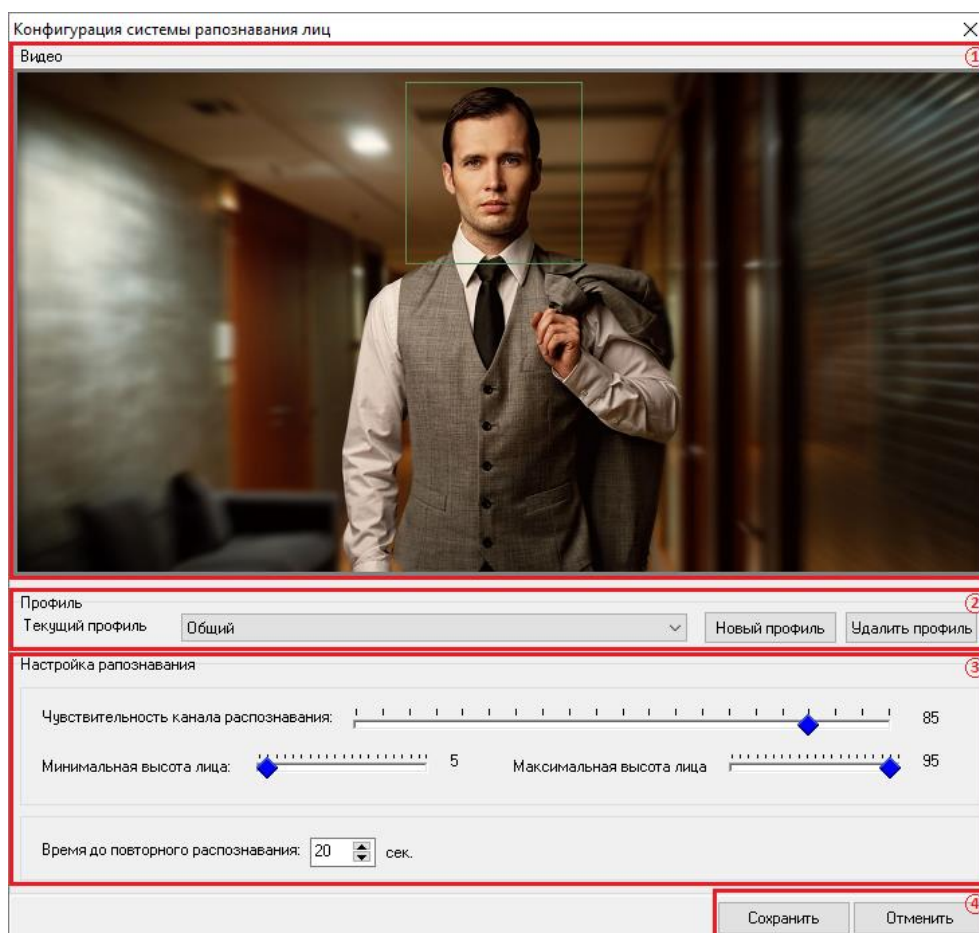 Конфигурация системы рапознавания лиц
Видео ①
Профиль ②
Текущий профиль Общий Новый профиль Удалить профиль
Настройка рапознавания ③
Чувствительность канала распознавания: 85
Минимальная высота лица: 5 Максимальная высота лица 95
Время до повторного распознавания: 20 сек.
④
Сохранить Отменить